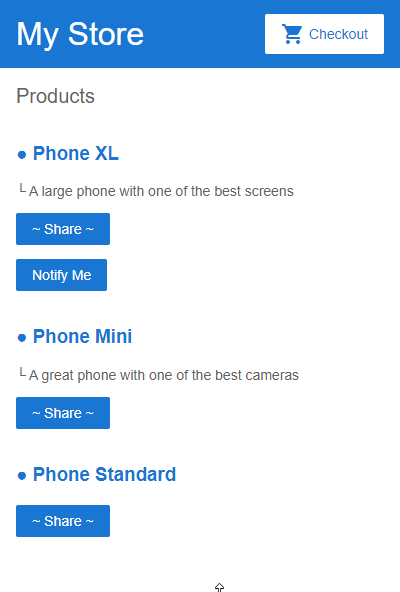 My Store
Checkout
Products
● Phone XL
└ A large phone with one of the best screens
~ Share ~
Notify Me
● Phone Mini
└ A great phone with one of the best cameras
~ Share ~
● Phone Standard
~ Share ~